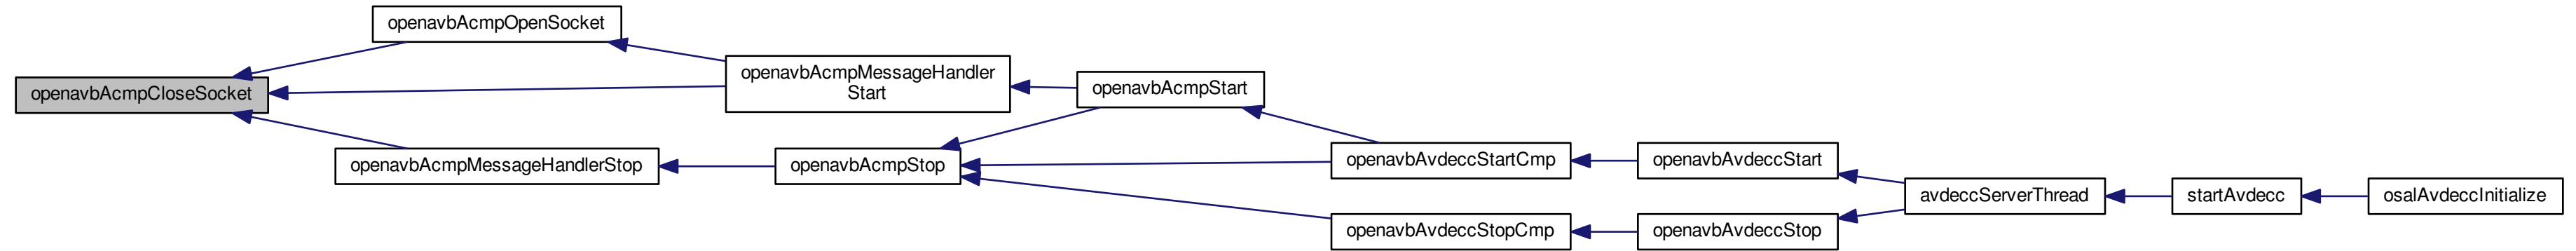 openavbAcmpOpenSocket
openavbAcmpCloseSocket
openavbAcmpMessageHandler
Start
openavbAcmpStart
openavbAcmpMessageHandlerStop
openavbAcmpStop
openavbAvdeccStartCmp
openavbAvdeccStart
avdeccServerThread
startAvdecc
osalAvdeccInitialize
openavbAvdeccStopCmp
openavbAvdeccStop